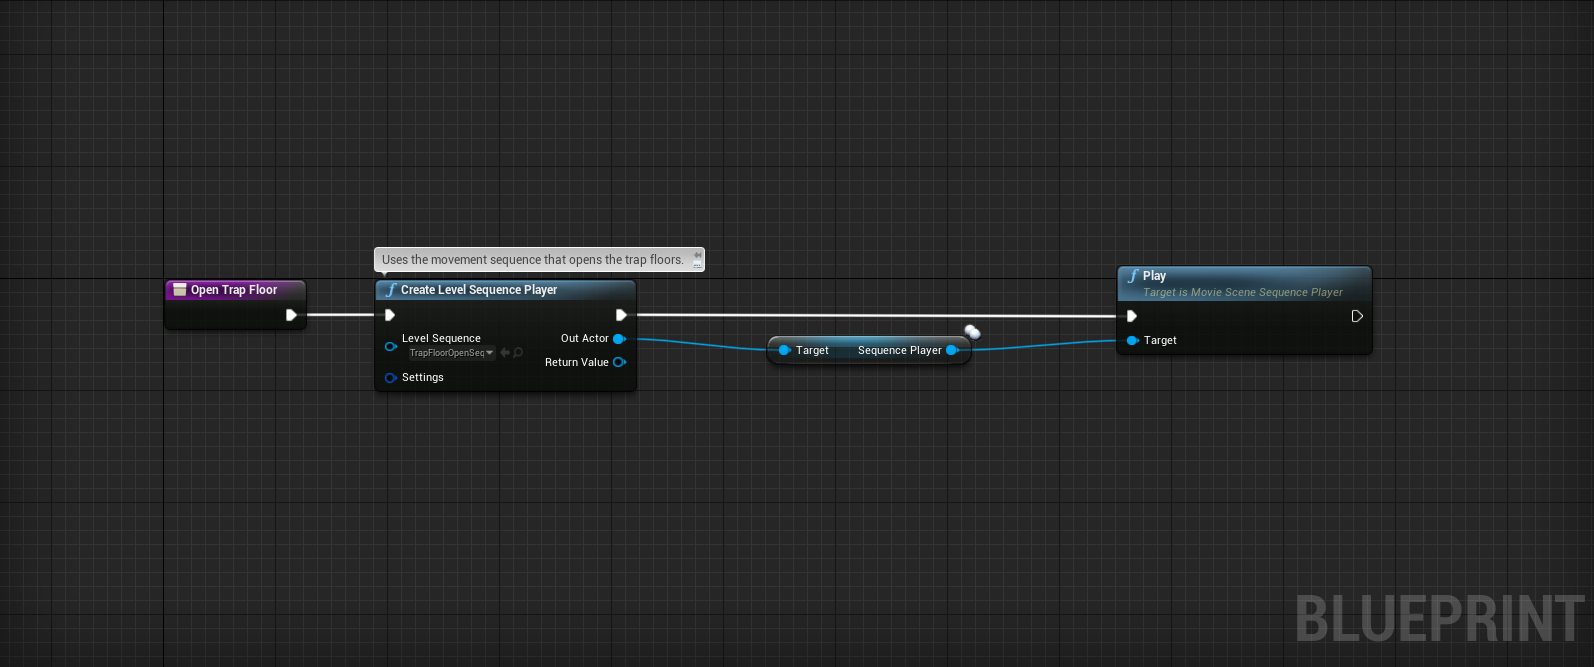 Uses the movement sequence that opens the trap floors.
Open Trap Floor
Create Level Sequence Player
Level Sequence
TrapFloorOpenSeq
Settings
Out Actor
Return Value
Target Sequence Player
Play
Target is Movie Scene Sequence Player
Target
BLUEPRINT